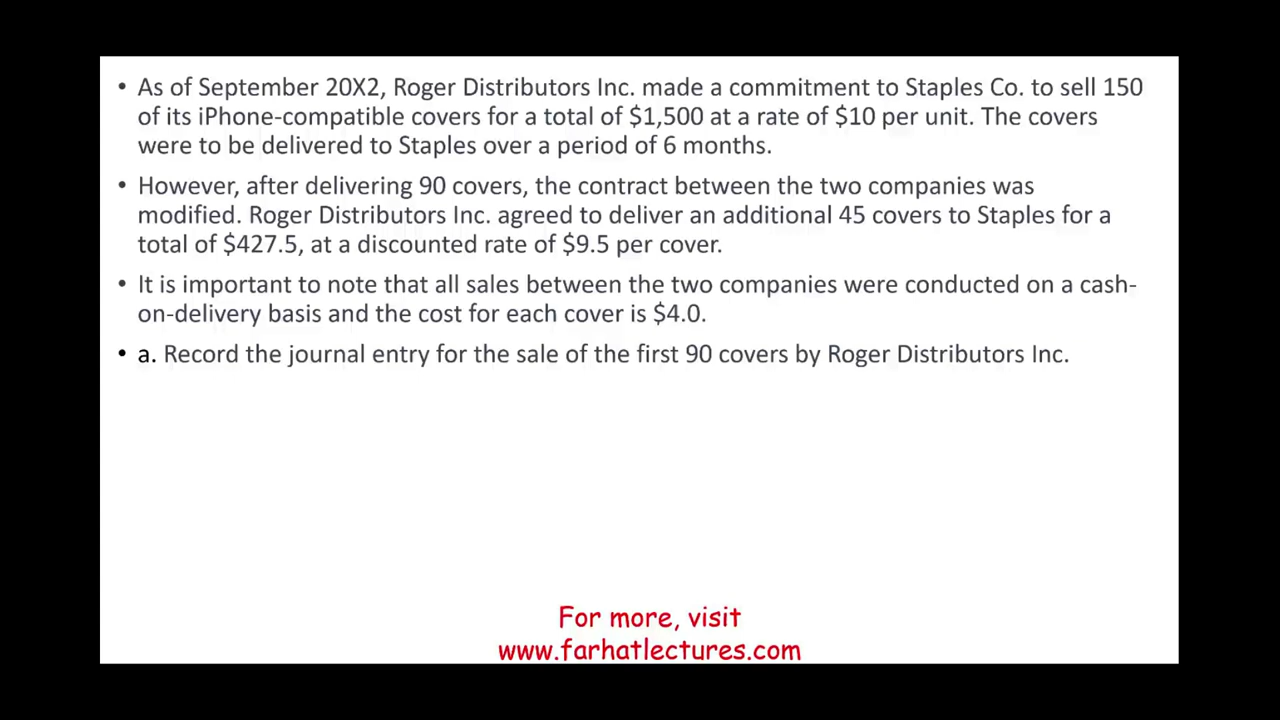 • As of September 20X2, Roger Distributors Inc. made a commitment to Staples Co. to sell 150
of its iPhone-compatible covers for a total of $1,500 at a rate of $10 per unit. The covers
were to be delivered to Staples over a period of 6 months.
• However, after delivering 90 covers, the contract between the two companies was
modified. Roger Distributors Inc. agreed to deliver an additional 45 covers to Staples for a
total of $427.5, at a discounted rate of $9.5 per cover.
• It is important to note that all sales between the two companies were conducted on a cash-
on-delivery basis and the cost for each cover is $4.0.
• a. Record the journal entry for the sale of the first 90 covers by Roger Distributors Inc.
For more, visit
www.farhatlectures.com